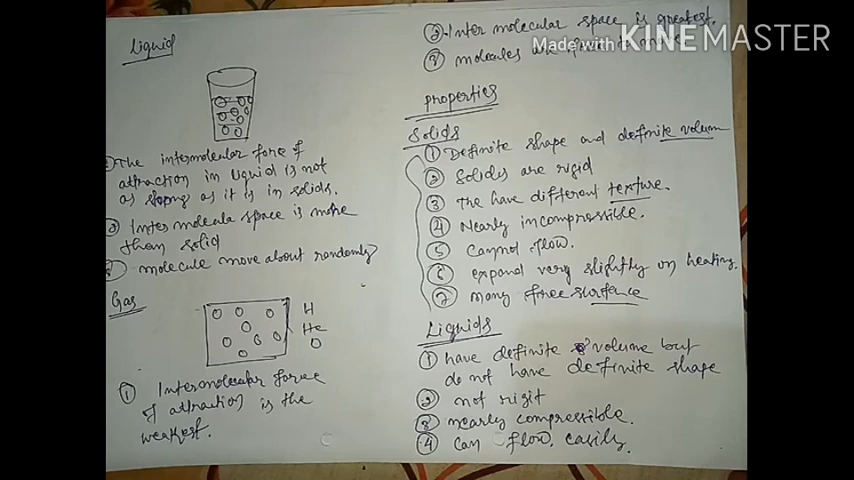 Liquid
① The intermolecular force of
attraction in liquid is not
as strong as it is in solids.
② Inter molecula space is more
than solid
③ molecule move about randomly
Gas
H
He
O
① Intermolecular force
of attraction is the
weakest.
② Inter molecular space is greatest.
③ molecules are
Made with KINEMASTER
Properties
Solids
① Definite shape and definite volum
② Solides are rigid
③ The have different texture.
④ Nearly incompressible.
⑤ Cannot flow.
⑥ expand very slightly on heating.
⑦ Many free surface
Liquids
① have definite volume but
do not have definite shape
② not rigit
③ nearly compressible.
④ Can flow. easily.